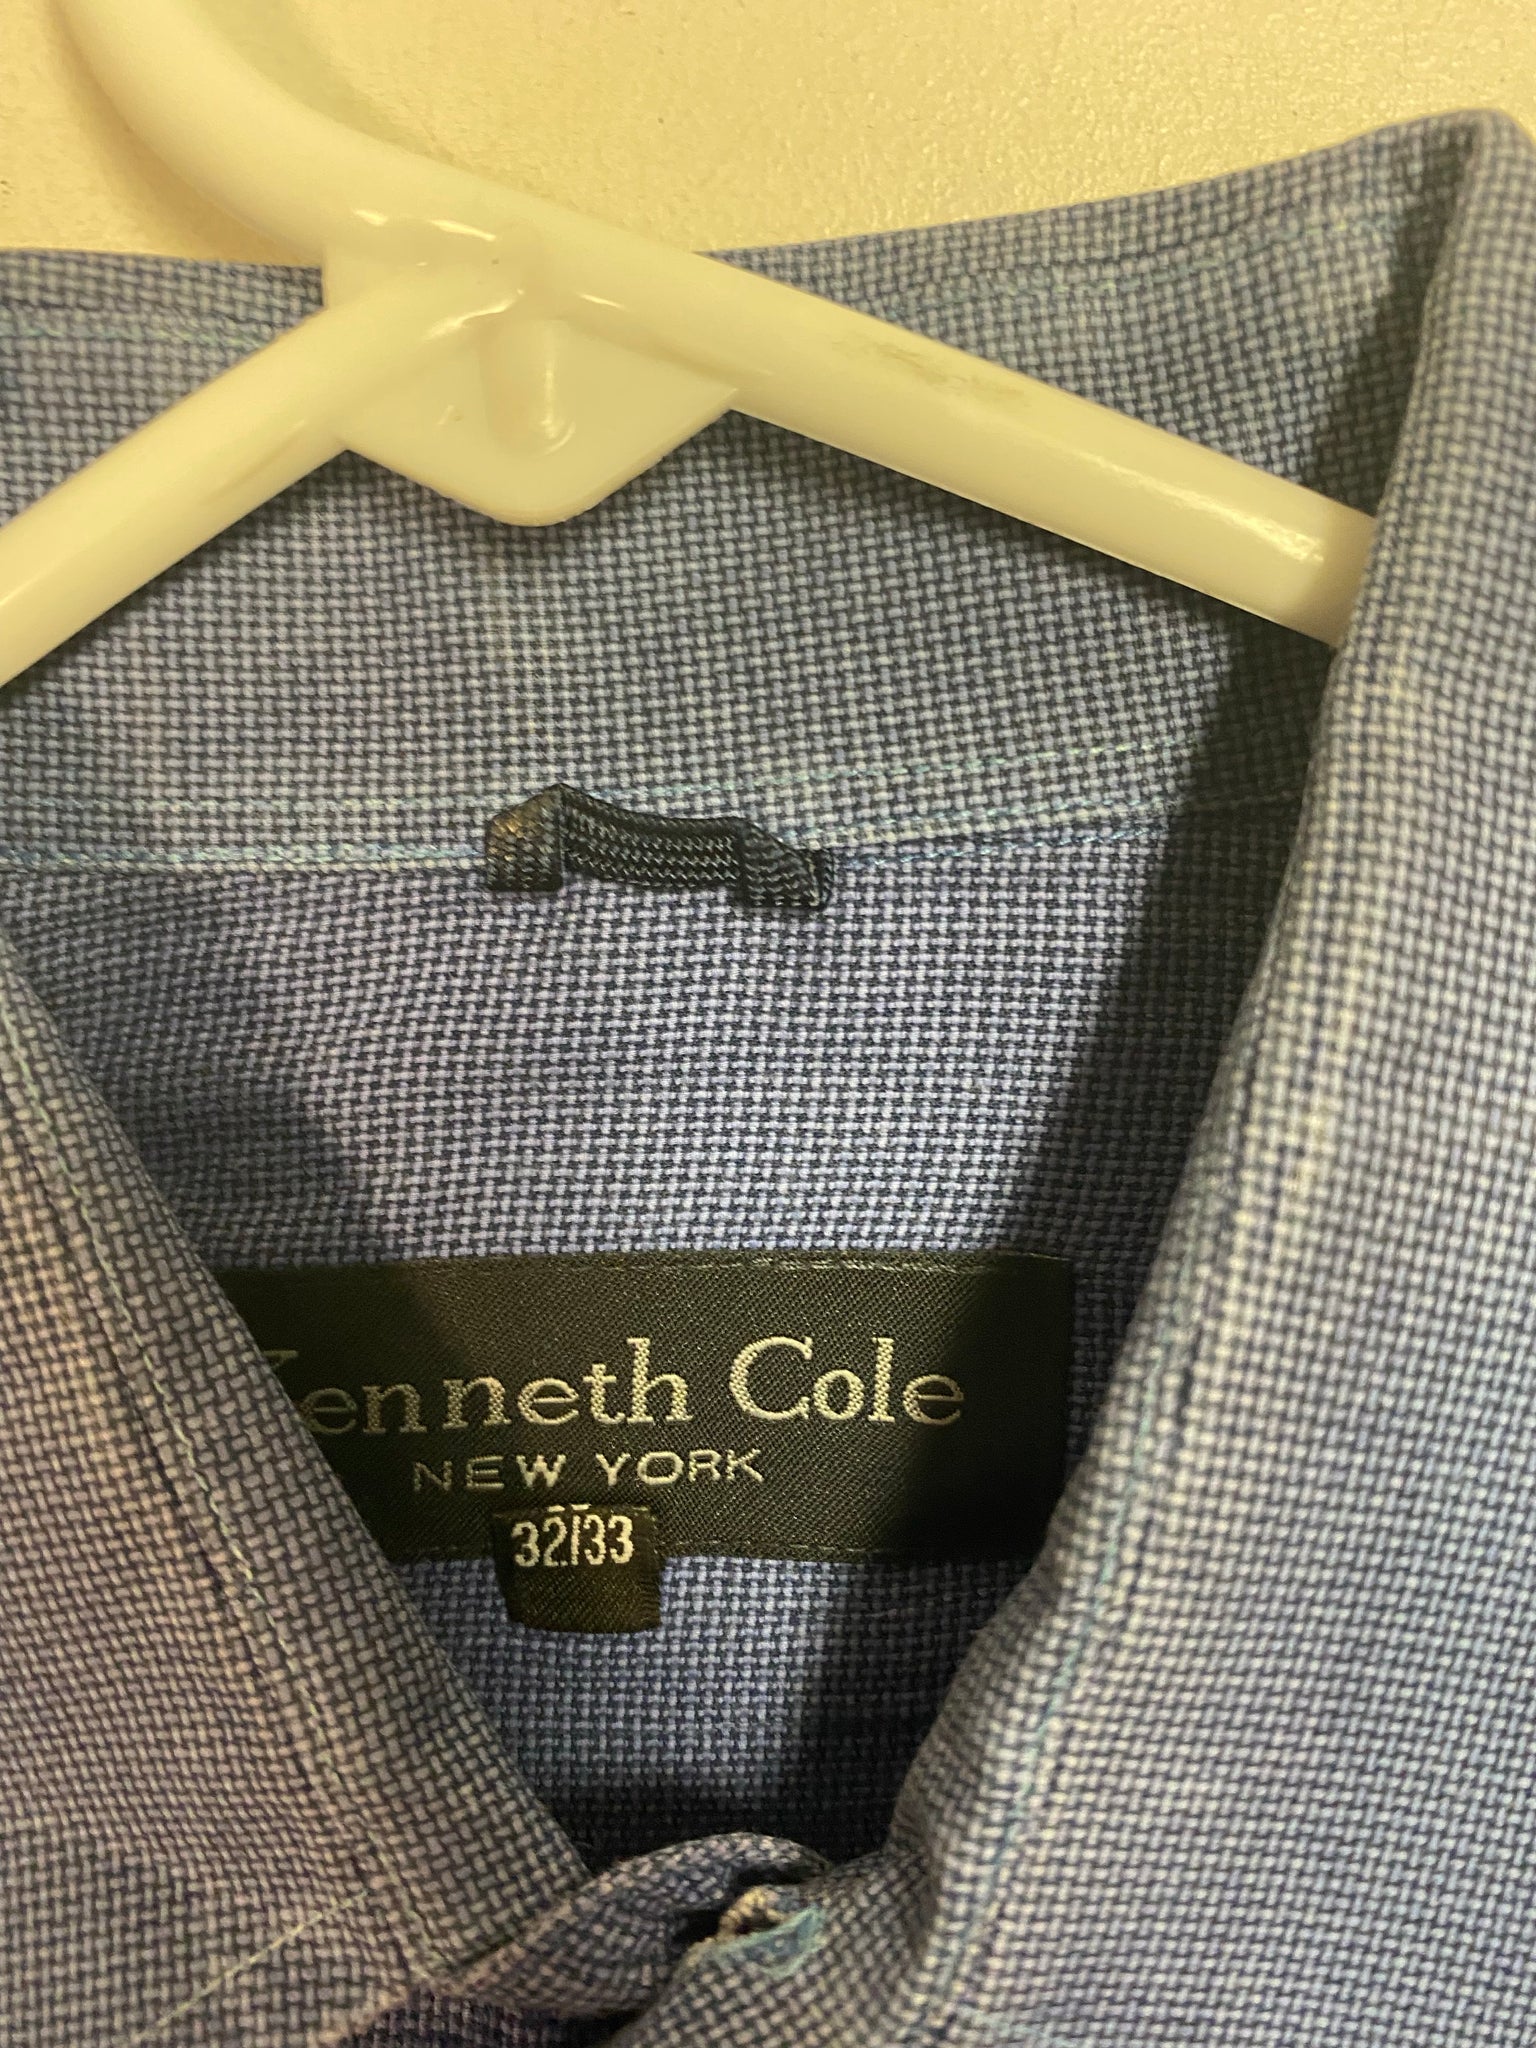 Kenneth Cole
NEW YORK
32/33